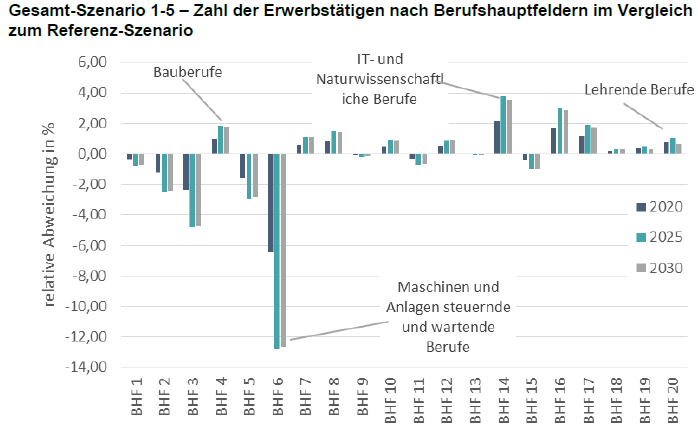 Gesamt-Szenario 1-5 – Zahl der Erwerbstätigen nach Berufshauptfeldern im Vergleich
zum Referenz-Szenario
6,00
4,00
2,00
0,00
-2,00
-4,00
-6,00
-8,00
-10,00
-12,00
-14,00
relative Abweichung in %
Bauberufe
IT- und
Naturwissenschaftl
iche Berufe
Lehrende Berufe
Maschinen und
Anlagen steuernde
und wartende
Berufe
2020
2025
2030
BHF 1
BHF 2
BHF 3
BHF 4
BHF 5
BHF 6
BHF 7
BHF 8
BHF 9
BHF 10
BHF 11
BHF 12
BHF 13
BHF 14
BHF 15
BHF 16
BHF 17
BHF 18
BHF 19
BHF 20